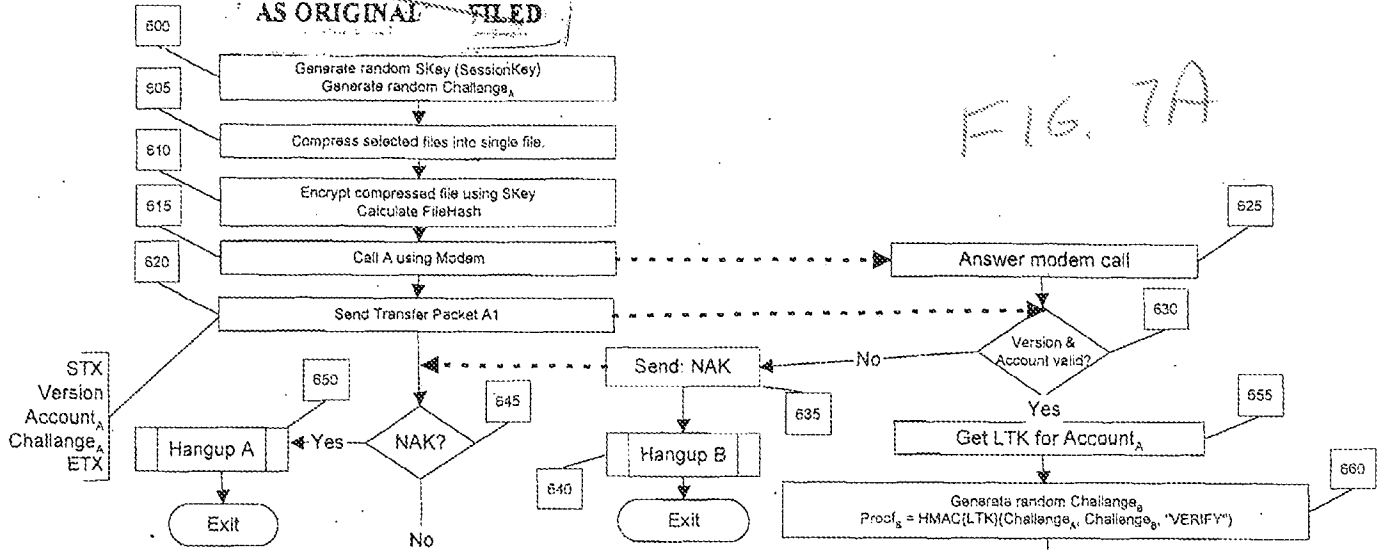 AS ORIGINAL FILED
FIG. 7A
600
Generate random SKey (SessionKey)
Generate random Challange_A
605
Compress selected files into single file.
610
Encrypt compressed file using SKey
Calculate FileHash
615
Call A using Modem
625
Answer modem call
620
Send Transfer Packet A1
630
Version &
Account valid?
No
Send: NAK
635
STX
Version
Account_A
Challange_A
ETX
650
Hangup A
Yes
NAK?
645
Hangup B
640
Yes
655
Get LTK for Account_A
660
Generate random Challange_B
Proof_B = HMAC{LTK}(Challange_A, Challenge_B, "VERIFY")
Exit
No
Exit